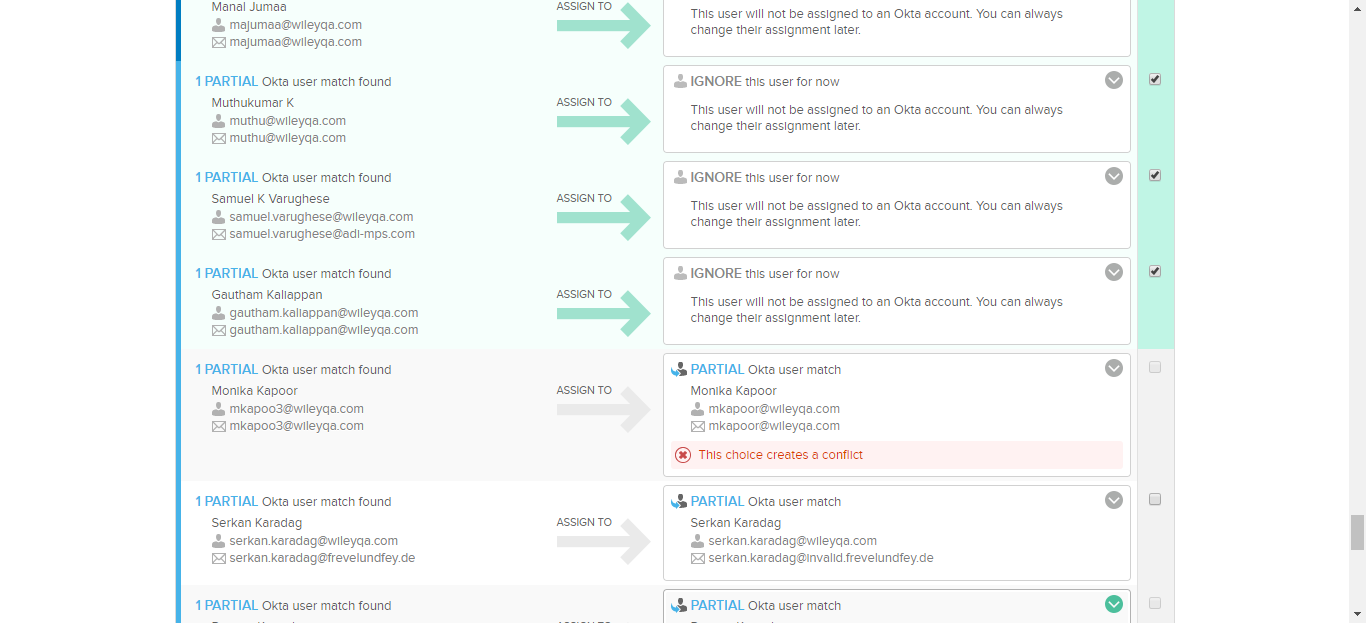 Manal Jumaa
majumaa@wileyqa.com
majumaa@wileyqa.com
ASSIGN TO
This user will not be assigned to an Okta account. You can always
change their assignment later.
1 PARTIAL Okta user match found
Muthukumar K
muthu@wileyqa.com
muthu@wileyqa.com
ASSIGN TO
IGNORE this user for now
This user will not be assigned to an Okta account. You can always
change their assignment later.
1 PARTIAL Okta user match found
Samuel K Varughese
samuel.varughese@wileyqa.com
samuel.varughese@adi-mps.com
ASSIGN TO
IGNORE this user for now
This user will not be assigned to an Okta account. You can always
change their assignment later.
1 PARTIAL Okta user match found
Gautham Kaliappan
gautham.kaliappan@wileyqa.com
gautham.kaliappan@wileyqa.com
ASSIGN TO
IGNORE this user for now
This user will not be assigned to an Okta account. You can always
change their assignment later.
1 PARTIAL Okta user match found
Monika Kapoor
mkapoo3@wileyqa.com
mkapoo3@wileyqa.com
ASSIGN TO
PARTIAL Okta user match
Monika Kapoor
mkapoor@wileyqa.com
mkapoor@wileyqa.com
This choice creates a conflict
1 PARTIAL Okta user match found
Serkan Karadag
serkan.karadag@wileyqa.com
serkan.karadag@frevelundfey.de
ASSIGN TO
PARTIAL Okta user match
Serkan Karadag
serkan.karadag@wileyqa.com
serkan.karadag@invalid.frevelundfey.de
1 PARTIAL Okta user match found
PARTIAL Okta user match